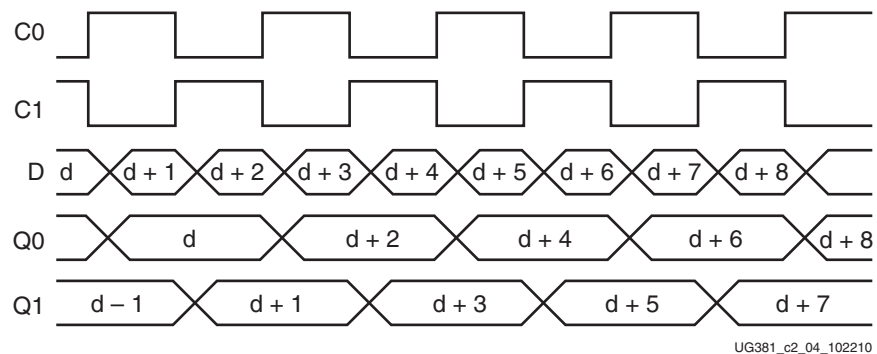 C0
C1
D d d + 1 d + 2 d + 3 d + 4 d + 5 d + 6 d + 7 d + 8
Q0 d d + 2 d + 4 d + 6 d + 8
Q1 d – 1 d + 1 d + 3 d + 5 d + 7
UG381_c2_04_102210